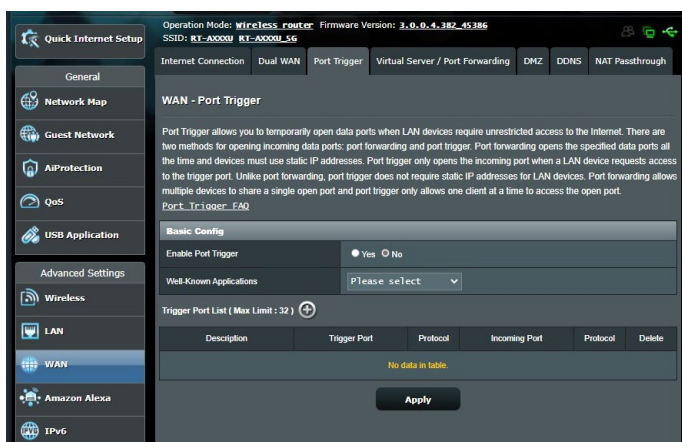 Quick Internet Setup
General
Network Map
Guest Network
AiProtection
QoS
USB Application
Advanced Settings
Wireless
LAN
WAN
Amazon Alexa
IPv6
Operation Mode: Wireless router Firmware Version: 3.0.0.4.382_45386
SSID: RT-AXXXU RT-AXXXU_5G
Internet Connection Dual WAN Port Trigger Virtual Server / Port Forwarding DMZ DDNS NAT Passthrough
WAN - Port Trigger
Port Trigger allows you to temporarily open data ports when LAN devices require unrestricted access to the Internet. There are
two methods for opening incoming data ports: port forwarding and port trigger. Port forwarding opens the specified data ports all
the time and devices must use static IP addresses. Port trigger only opens the incoming port when a LAN device requests access
to the trigger port. Unlike port forwarding, port trigger does not require static IP addresses for LAN devices. Port forwarding allows
multiple devices to share a single open port and port trigger only allows one client at a time to access the open port.
Port Trigger FAQ
Basic Config
Enable Port Trigger Yes No
Well-Known Applications Please select
Trigger Port List ( Max Limit : 32 )
Description Trigger Port Protocol Incoming Port Protocol Delete
No data in table.
Apply